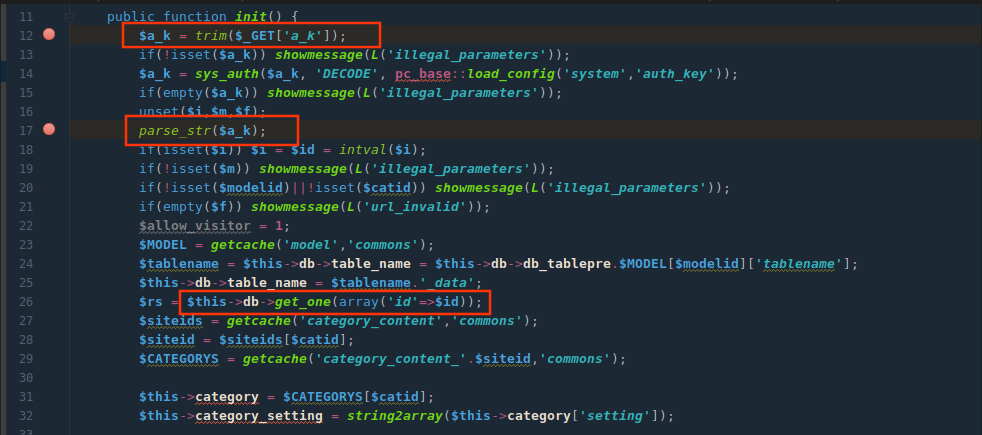 11 public function init() {
12 $a_k = trim($_GET['a_k']);
13 if(!isset($a_k)) showmessage(L('illegal_parameters'));
14 $a_k = sys_auth($a_k, 'DECODE', pc_base::load_config('system','auth_key'));
15 if(empty($a_k)) showmessage(L('illegal_parameters'));
16 unset($i,$m,$f);
17 parse_str($a_k);
18 if(isset($i)) $i = $id = intval($i);
19 if(!isset($m)) showmessage(L('illegal_parameters'));
20 if(!isset($modelid)||!isset($catid)) showmessage(L('illegal_parameters'));
21 if(empty($f)) showmessage(L('url_invalid'));
22 $allow_visitor = 1;
23 $MODEL = getcache('model','commons');
24 $tablename = $this->db->table_name = $this->db->db_tablepre.$MODEL[$modelid]['tablename'];
25 $this->db->table_name = $tablename.'_data';
26 $rs = $this->db->get_one(array('id'=>$id));
27 $siteids = getcache('category_content','commons');
28 $siteid = $siteids[$catid];
29 $CATEGORYS = getcache('category_content_'.$siteid,'commons');
30
31 $this->category = $CATEGORYS[$catid];
32 $this->category_setting = string2array($this->category['setting']);
33